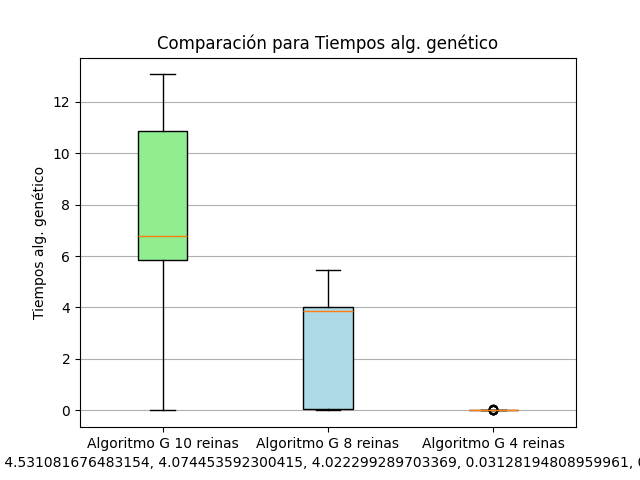 Comparación para Tiempos alg. genético
Tiempos alg. genético
12
10
8
6
4
2
0
Algoritmo G 10 reinas
Algoritmo G 8 reinas
Algoritmo G 4 reinas
4.531081676483154, 4.074453592300415, 4.022299289703369, 0.03128194808959961,